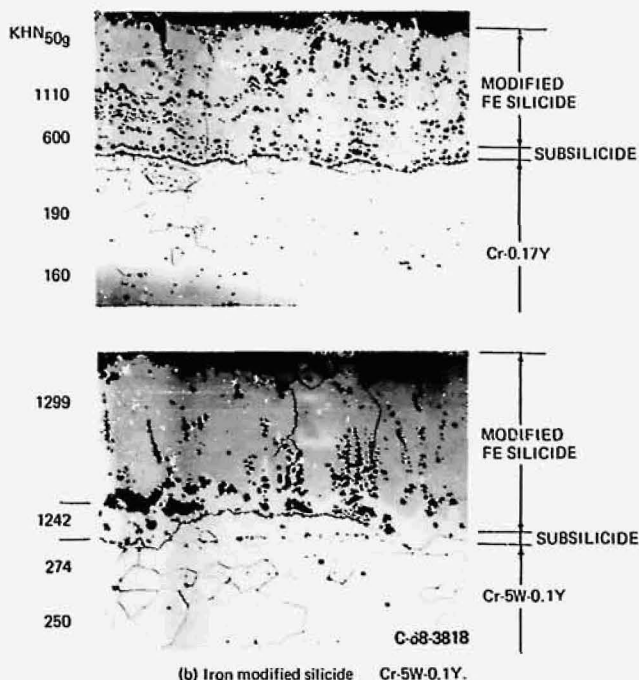 KHN50g
1110
600
190
160
MODIFIED
FE SILICIDE
SUBSILICIDE
Cr-0.17Y
1299
1242
274
250
MODIFIED
FE SILICIDE
SUBSILICIDE
Cr-5W-0.1Y
C-68-3818
(b) Iron modified silicide Cr-5W-0.1Y.